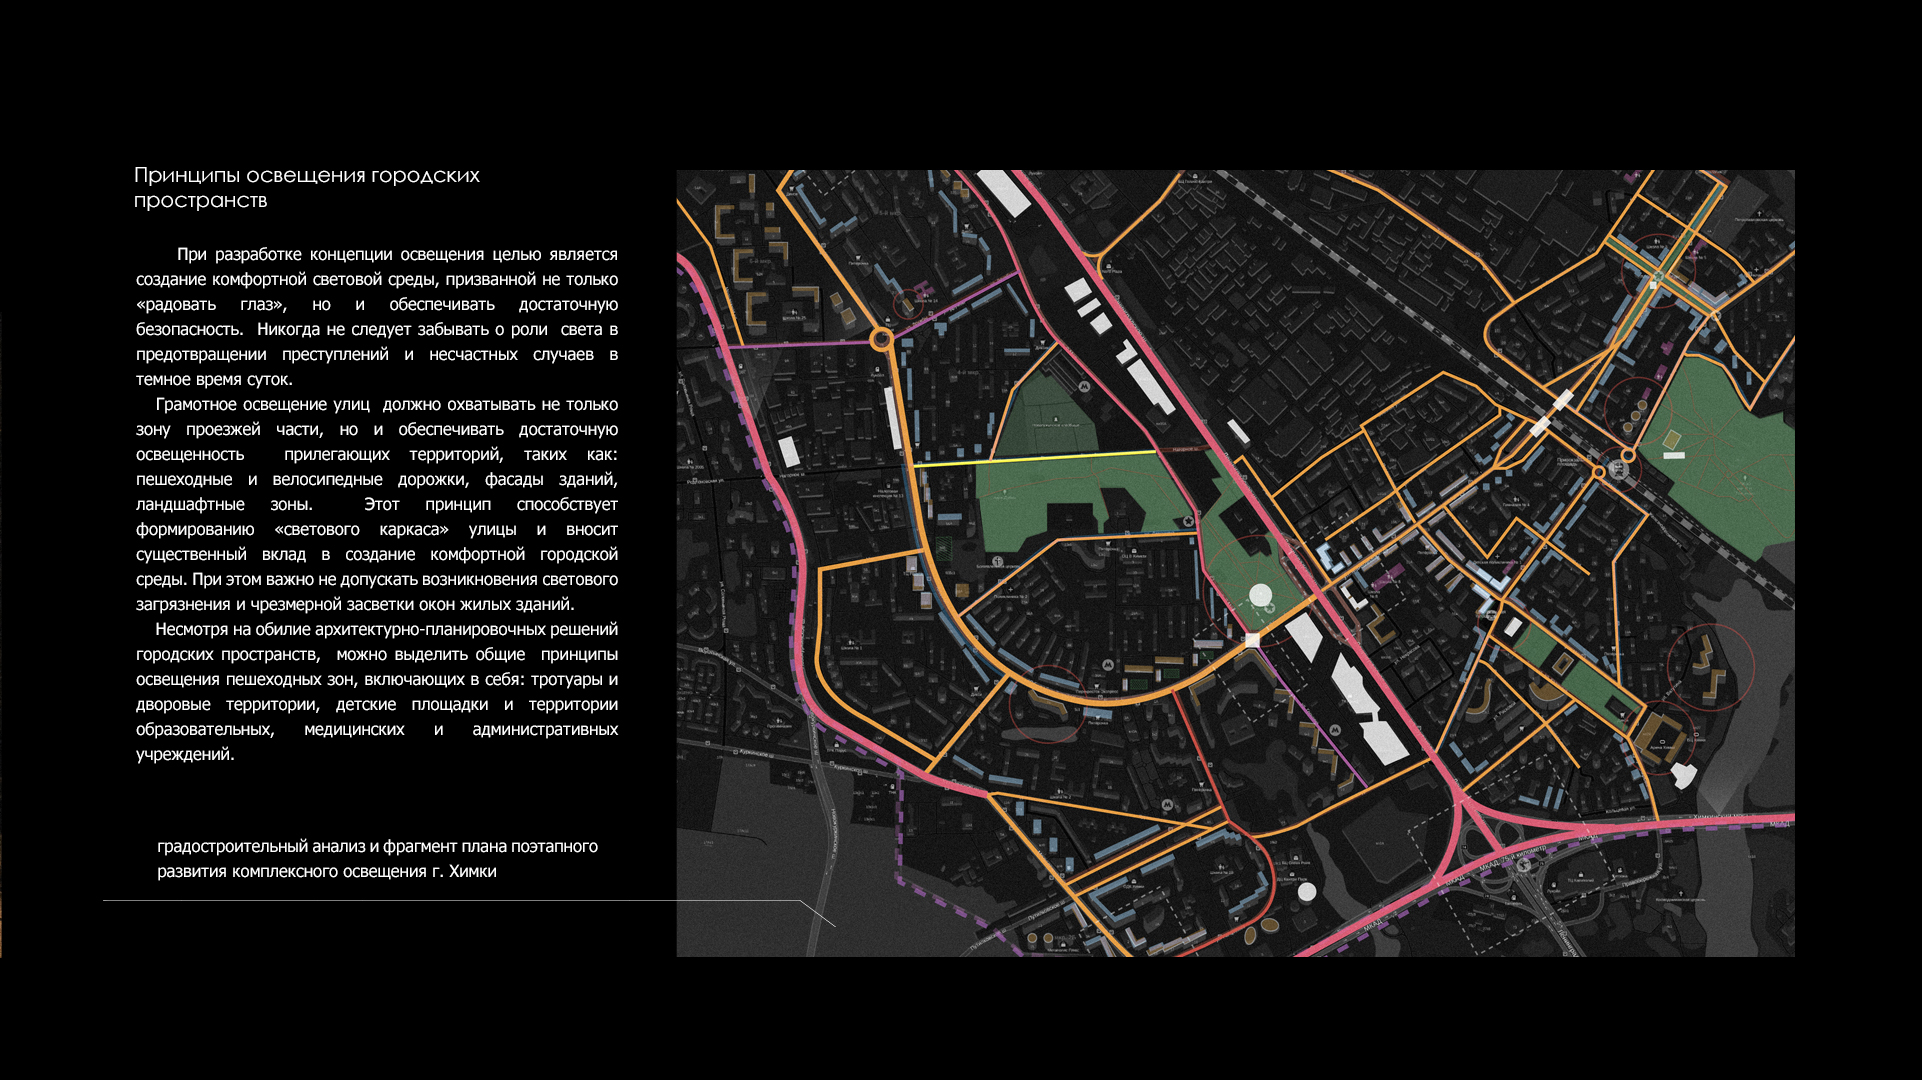 Принципы освещения городских
пространств
При разработке концепции освещения целью является
создание комфортной световой среды, призванной не только
«радовать глаз», но и обеспечивать достаточную
безопасность. Никогда не следует забывать о роли света в
предотвращении преступлений и несчастных случаев в
темное время суток.
Грамотное освещение улиц должно охватывать не только
зону проезжей части, но и обеспечивать достаточную
освещенность прилегающих территорий, таких как:
пешеходные и велосипедные дорожки, фасады зданий,
ландшафтные зоны. Этот принцип способствует
формированию «светового каркаса» улицы и вносит
существенный вклад в создание комфортной городской
среды. При этом важно не допускать возникновения светового
загрязнения и чрезмерной засветки окон жилых зданий.
Несмотря на обилие архитектурно-планировочных решений
городских пространств, можно выделить общие принципы
освещения пешеходных зон, включающих в себя: тротуары и
дворовые территории, детские площадки и территории
образовательных, медицинских и административных
учреждений.
градостроительный анализ и фрагмент плана поэтапного
развития комплексного освещения г. Химки
МКАД, 75-й километр
МКАД
МКАД
МКАД